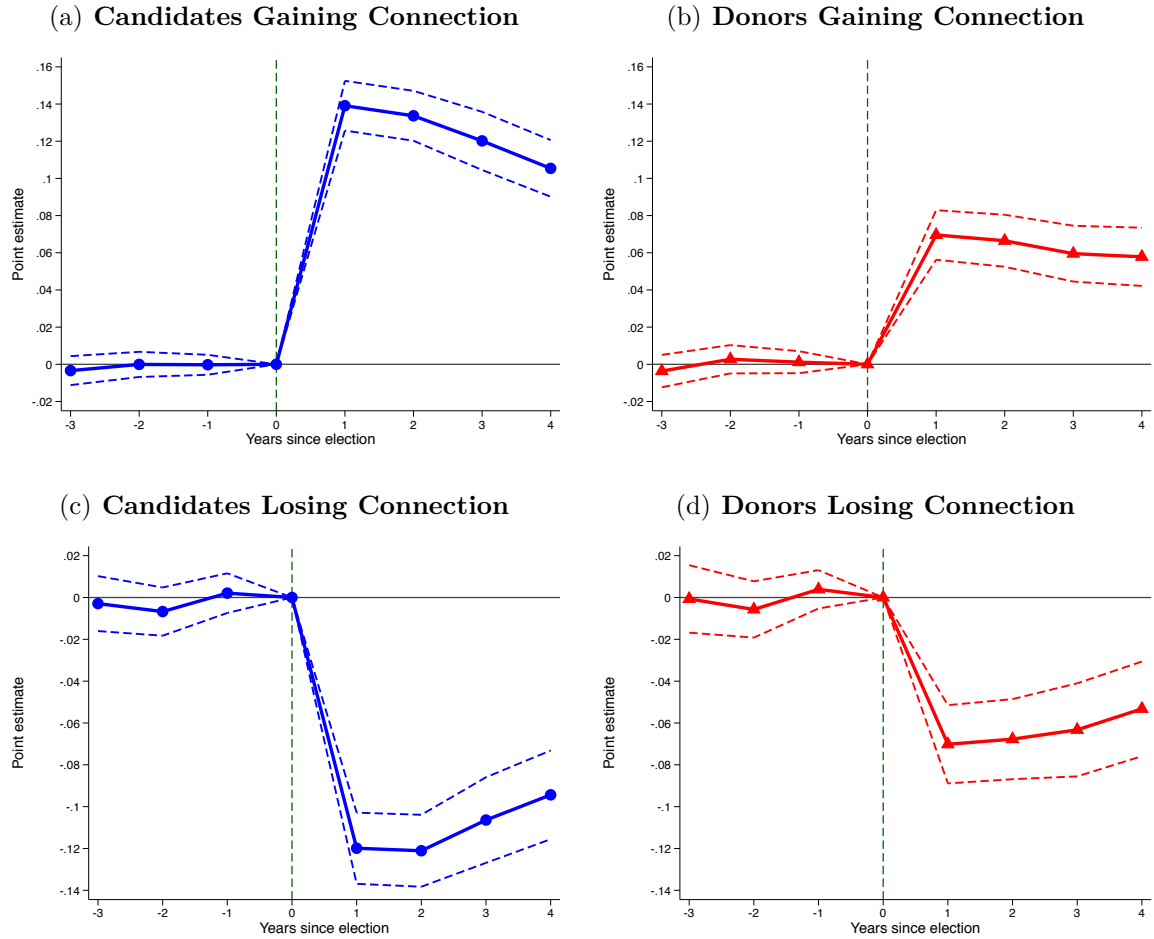 (a) Candidates Gaining Connection
.16
.14
.12
.1
.08
.06
.04
.02
0
-.02
Point estimate
-3 -2 -1 0 1 2 3 4
Years since election
(b) Donors Gaining Connection
.16
.14
.12
.1
.08
.06
.04
.02
0
-.02
Point estimate
-3 -2 -1 0 1 2 3 4
Years since election
(c) Candidates Losing Connection
.02
0
-.02
-.04
-.06
-.08
-.1
-.12
-.14
Point estimate
-3 -2 -1 0 1 2 3 4
Years since election
(d) Donors Losing Connection
.02
0
-.02
-.04
-.06
-.08
-.1
-.12
-.14
Point estimate
-3 -2 -1 0 1 2 3 4
Years since election